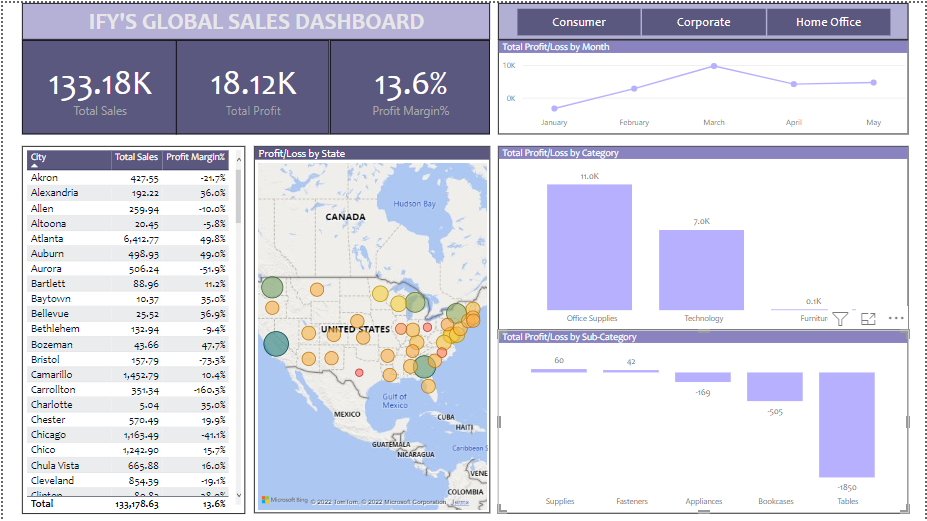 IFY'S GLOBAL SALES DASHBOARD
Consumer
Corporate
Home Office
133.18K
Total Sales
18.12K
Total Profit
13.6%
Profit Margin%
Total Profit/Loss by Month
10K
0K
January
February
March
April
May
City Total Sales Profit Margin%
Akron 427.55 -21.7%
Alexandria 192.22 36.0%
Allen 259.94 -10.0%
Altoona 20.45 -5.8%
Atlanta 6,412.77 49.8%
Auburn 498.93 49.0%
Aurora 506.24 -51.9%
Bartlett 88.96 11.2%
Baytown 10.37 35.0%
Bellevue 25.52 36.9%
Bethlehem 132.94 -9.4%
Bozeman 43.66 47.7%
Bristol 157.79 -73.3%
Camarillo 1,452.79 10.4%
Carrollton 351.34 -160.3%
Charlotte 5.04 35.0%
Chester 570.49 19.9%
Chicago 1,163.49 -41.1%
Chico 1,242.90 15.7%
Chula Vista 665.88 16.0%
Cleveland 854.39 -19.1%
Total 133,178.63 13.6%
Profit/Loss by State
Hudson Bay
CANADA
UNITED STATES
Gulf of
Mexico
MEXICO
CUBA
HAITI
GUATEMALA
NICARAGUA
Caribbean S
VENE
COLOMBIA
Microsoft Bing
© 2022 TomTom, © 2022 Microsoft Corporation Terms
Total Profit/Loss by Category
11.0K
7.0K
0.1K
Office Supplies
Technology
Furnitur
Total Profit/Loss by Sub-Category
60
42
-169
-505
-1850
Supplies
Fasteners
Appliances
Bookcases
Tables